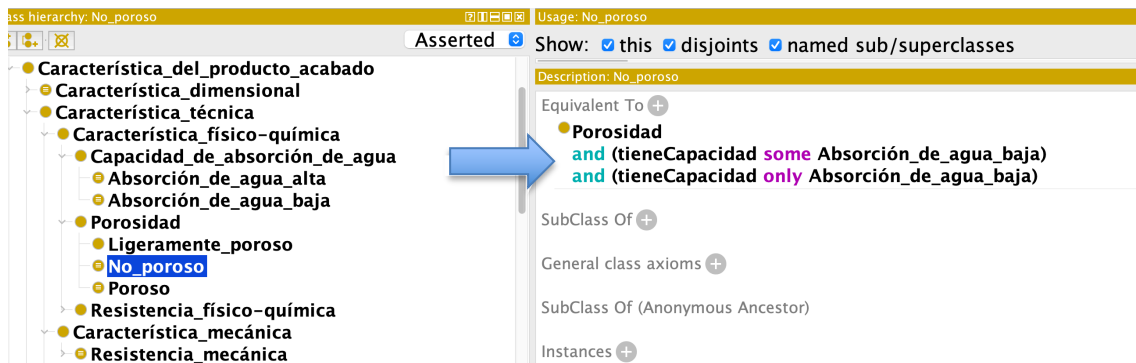 ass hierarchy: No_poroso
Asserted
Característica_del_producto_acabado
Característica_dimensional
Característica_técnica
Característica_físico-química
Capacidad_de_absorción_de_agua
Absorción_de_agua_alta
Absorción_de_agua_baja
Porosidad
Ligeramente_poroso
No_poroso
Poroso
Resistencia_físico-química
Característica_mecánica
Resistencia_mecánica
Usage: No_poroso
Show: this disjoints named sub/superclasses
Description: No_poroso
Equivalent To
Porosidad
and (tieneCapacidad some Absorción_de_agua_baja)
and (tieneCapacidad only Absorción_de_agua_baja)
SubClass Of
General class axioms
SubClass Of (Anonymous Ancestor)
Instances